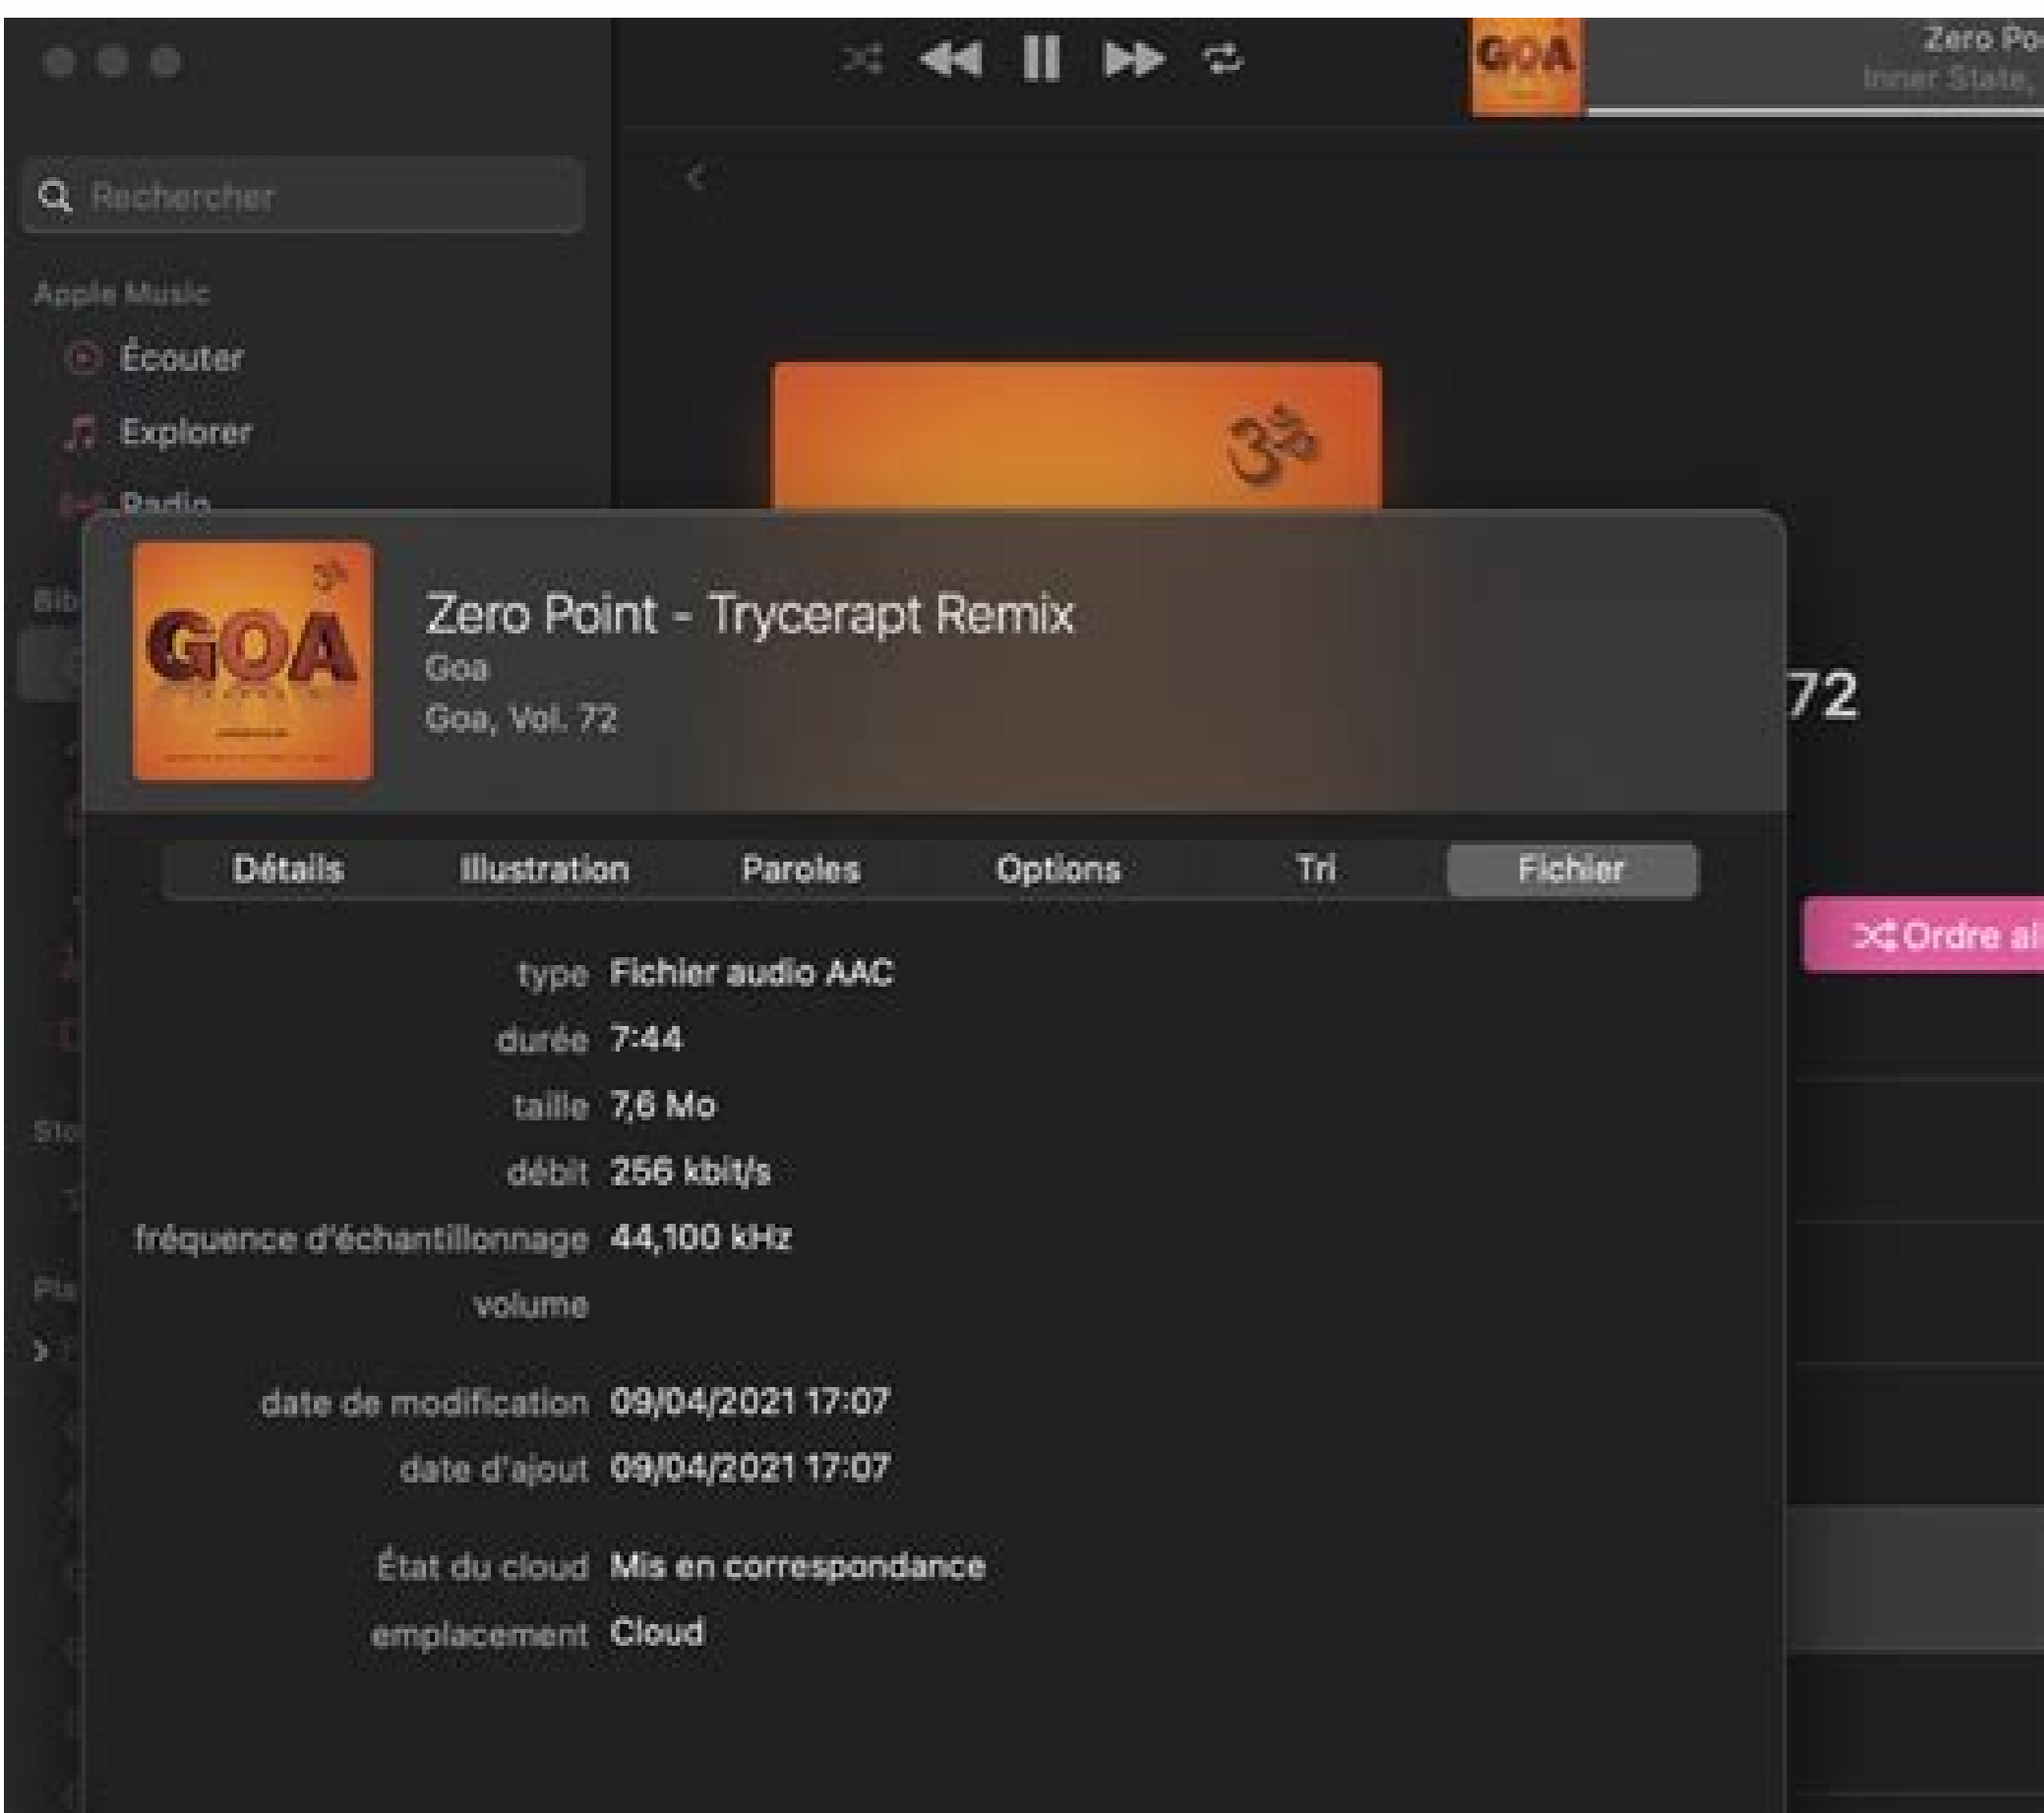 GOA
Zero Po
Inner State,
Rechercher
Apple Music
Écouter
Explorer
Radio
ॐ
Bib
ॐ
GOA
Zero Point - Trycerapt Remix
Goa
Goa, Vol. 72
72
Détails Illustration Paroles Options Tri Fichier
Ordre al
type Fichier audio AAC
durée 7:44
taille 7,6 Mo
débit 256 kbit/s
fréquence d'échantillonnage 44,100 kHz
volume
date de modification 09/04/2021 17:07
date d'ajout 09/04/2021 17:07
État du cloud Mis en correspondance
emplacement Cloud
Sto
Pla